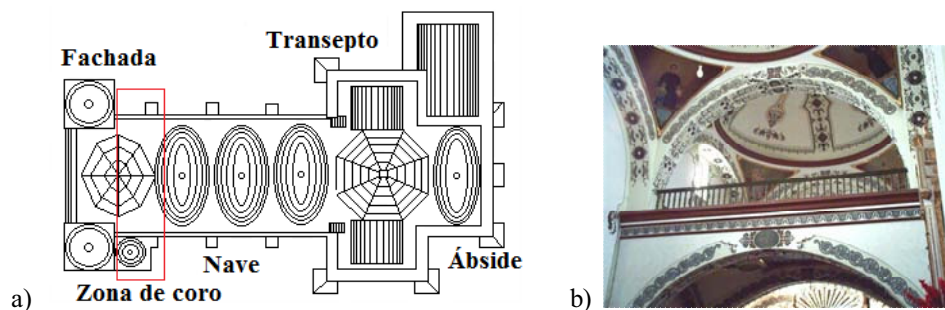 Fachada
Transepto
Nave
Ábside
Zona de coro
a)
b)